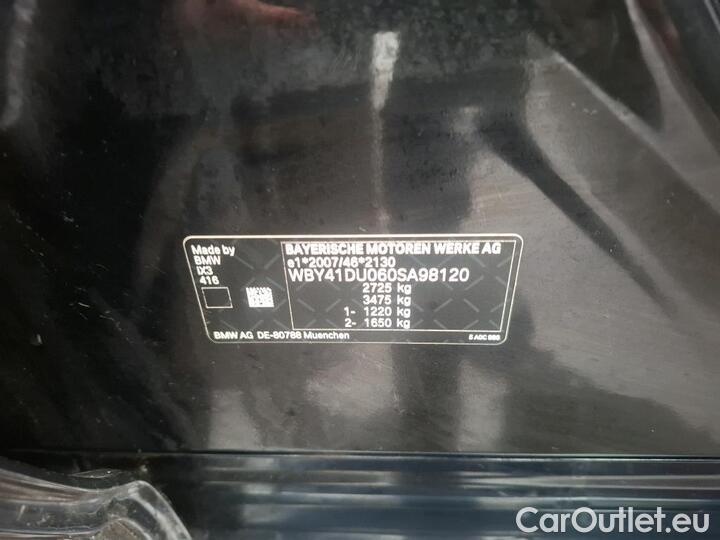 Made by
BMW
iX3
416
BAYERISCHE MOTOREN WERKE AG
e1*2007/46*2130
WBY41DU060SA98120
2725 kg
3475 kg
1- 1220 kg
2- 1650 kg
BMW AG DE-80788 Muenchen
CarOutlet.eu